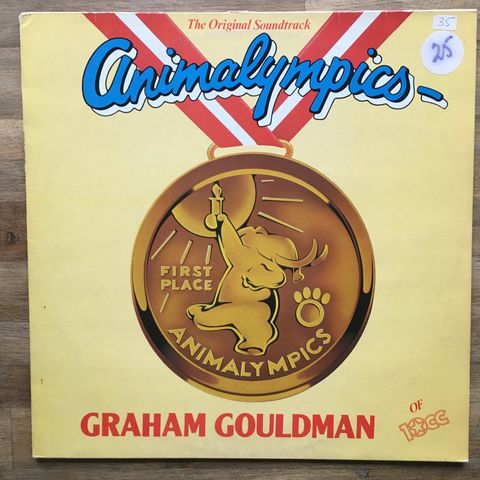 The Original Soundtrack
35
25
Animalympics
FIRST
PLACE
ANIMALYMPICS
GRAHAM GOULDMAN
OF
10cc